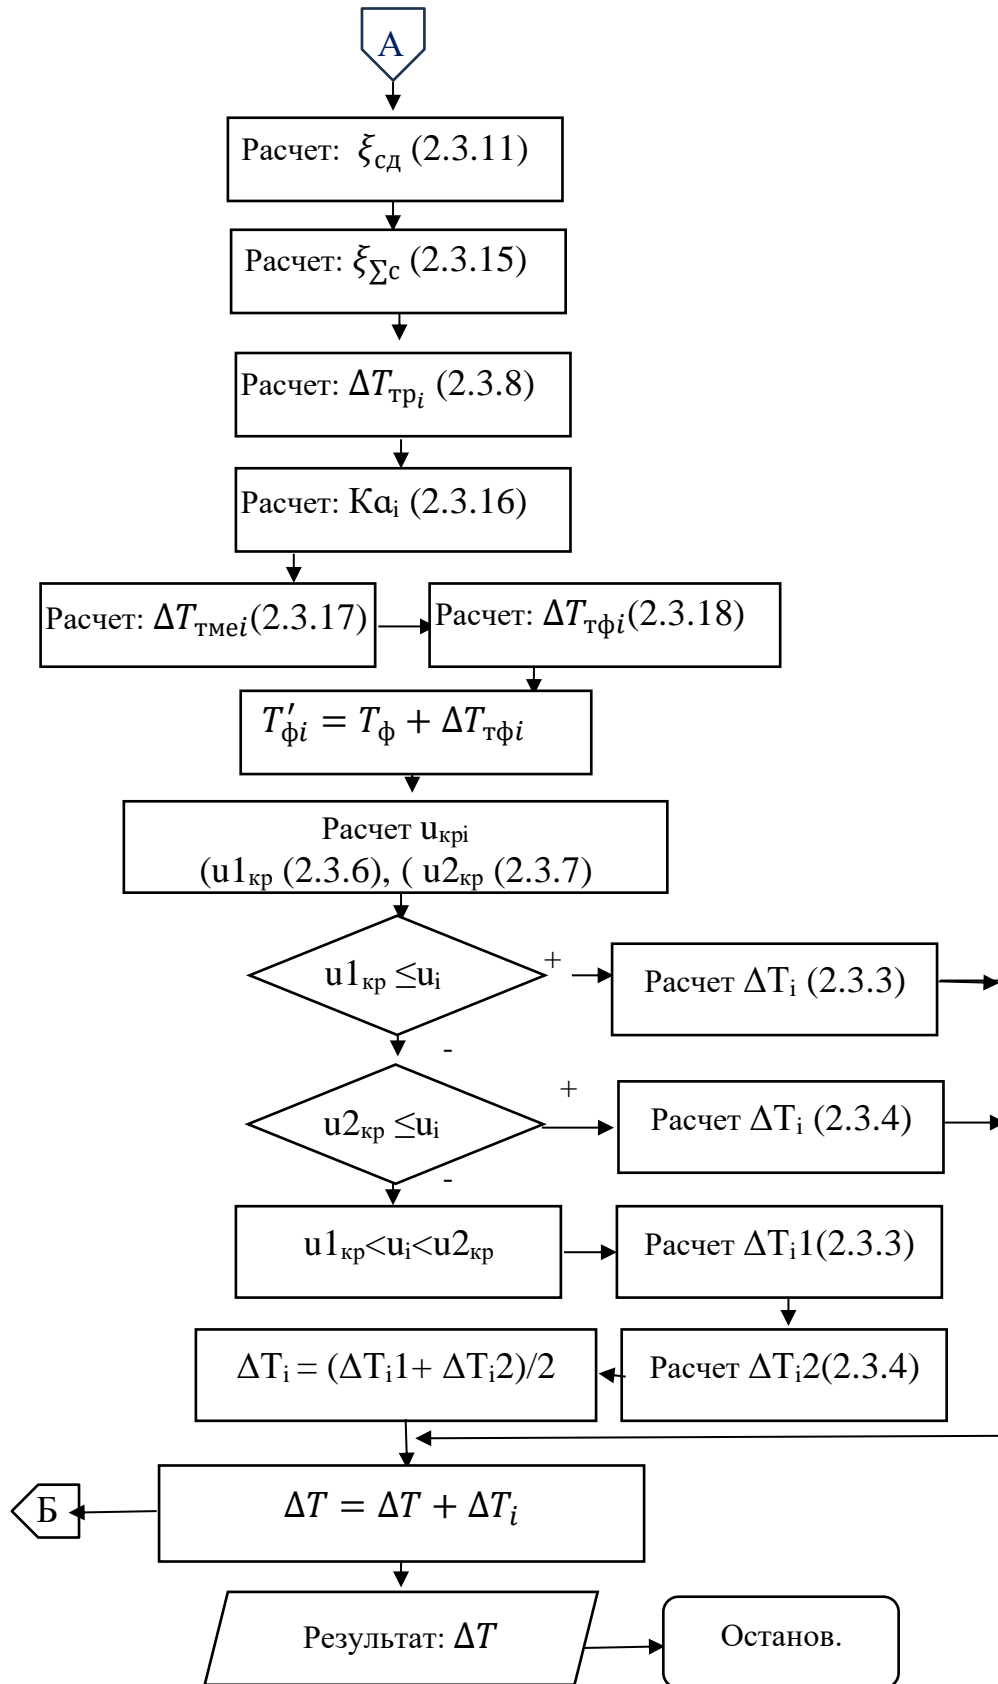 А
Расчет: ξсд (2.3.11)
Расчет: ξ∑с (2.3.15)
Расчет: ΔTтрi (2.3.8)
Расчет: Kαi (2.3.16)
Расчет: ΔTтмеi(2.3.17)
Расчет: ΔTтфi(2.3.18)
T′фi = Tф + ΔTтфi
Расчет uкрi
(u1кр (2.3.6), ( u2кр (2.3.7)
u1кр ≤ui
+
Расчет ΔTi (2.3.3)
-
u2кр ≤ui
+
Расчет ΔTi (2.3.4)
-
u1кр<ui<u2кр
Расчет ΔTi1(2.3.3)
ΔTi = (ΔTi1+ ΔTi2)/2
Расчет ΔTi2(2.3.4)
Б
ΔT = ΔT + ΔTi
Результат: ΔT
Останов.